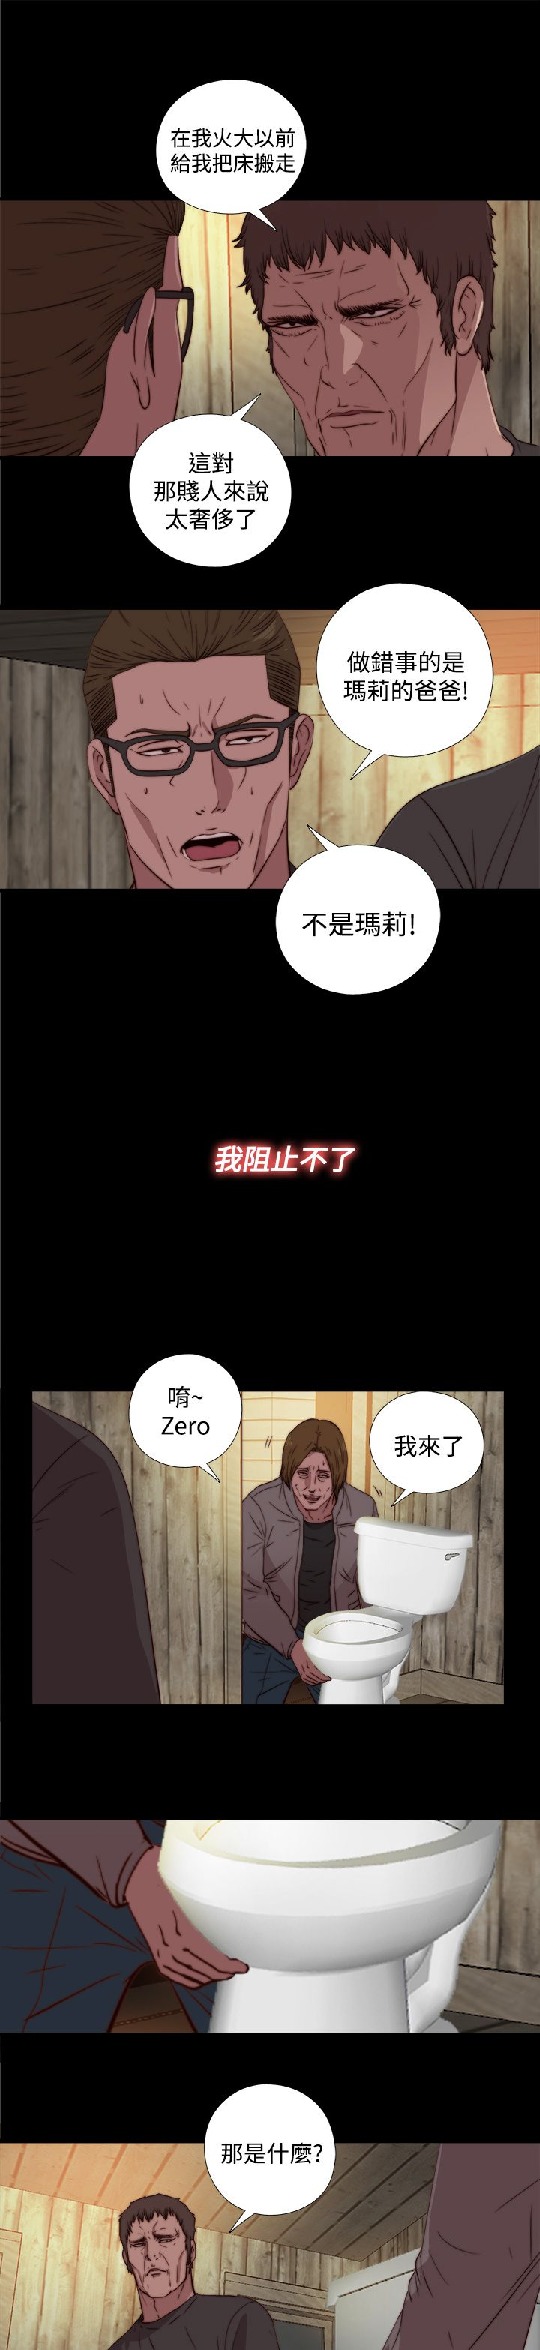 在我火大以前
給我把床搬走
這對
那賤人來說
太奢侈了
做錯事的是
瑪莉的爸爸!
不是瑪莉!
我阻止不了
唷~
Zero
我來了
那是什麼?